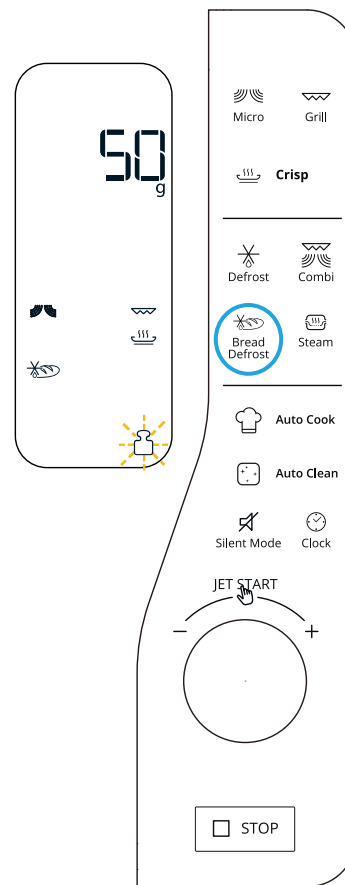 50
g
Micro
Grill
Crisp
Defrost
Combi
Bread
Defrost
Steam
Auto Cook
Auto Clean
Silent Mode
Clock
JET START
STOP